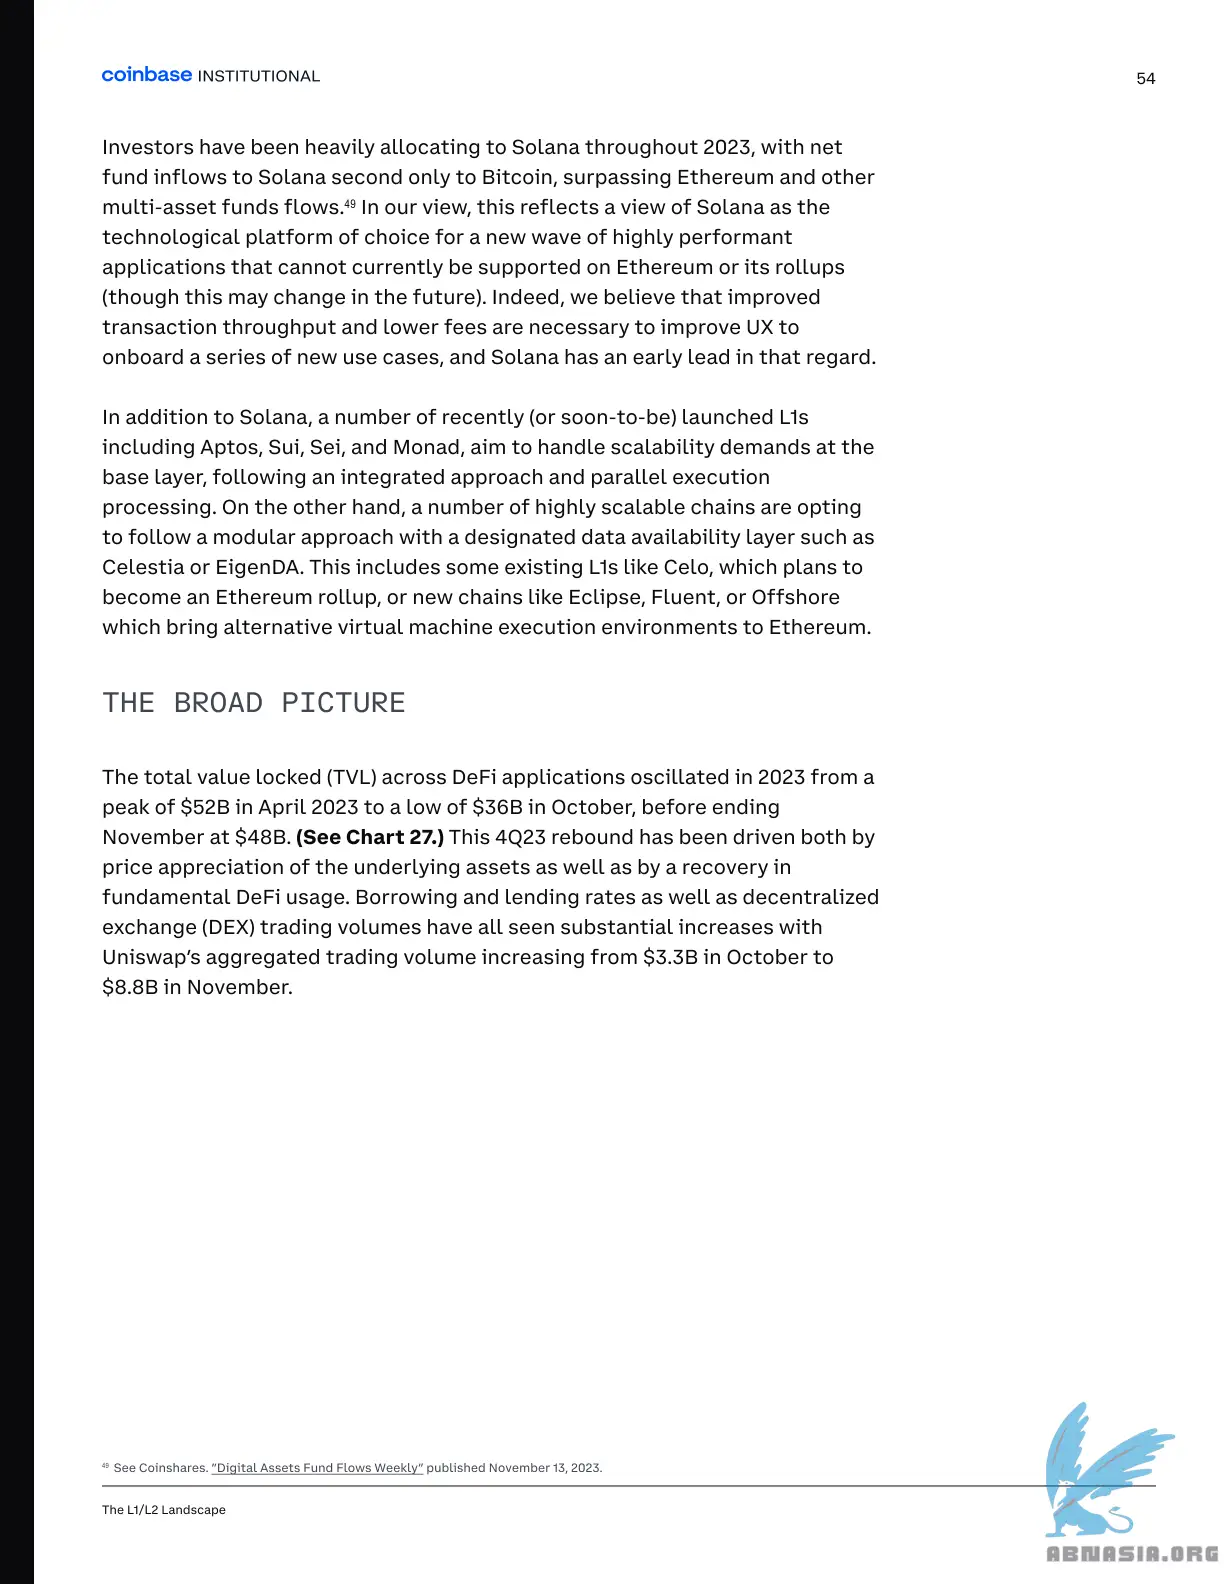 coinbase INSTITUTIONAL
54
Investors have been heavily allocating to Solana throughout 2023, with net
fund inflows to Solana second only to Bitcoin, surpassing Ethereum and other
multi-asset funds flows.49 In our view, this reflects a view of Solana as the
technological platform of choice for a new wave of highly performant
applications that cannot currently be supported on Ethereum or its rollups
(though this may change in the future). Indeed, we believe that improved
transaction throughput and lower fees are necessary to improve UX to
onboard a series of new use cases, and Solana has an early lead in that regard.
In addition to Solana, a number of recently (or soon-to-be) launched L1s
including Aptos, Sui, Sei, and Monad, aim to handle scalability demands at the
base layer, following an integrated approach and parallel execution
processing. On the other hand, a number of highly scalable chains are opting
to follow a modular approach with a designated data availability layer such as
Celestia or EigenDA. This includes some existing L1s like Celo, which plans to
become an Ethereum rollup, or new chains like Eclipse, Fluent, or Offshore
which bring alternative virtual machine execution environments to Ethereum.
THE BROAD PICTURE
The total value locked (TVL) across DeFi applications oscillated in 2023 from a
peak of $52B in April 2023 to a low of $36B in October, before ending
November at $48B. (See Chart 27.) This 4Q23 rebound has been driven both by
price appreciation of the underlying assets as well as by a recovery in
fundamental DeFi usage. Borrowing and lending rates as well as decentralized
exchange (DEX) trading volumes have all seen substantial increases with
Uniswap’s aggregated trading volume increasing from $3.3B in October to
$8.8B in November.
49 See Coinshares. “Digital Assets Fund Flows Weekly” published November 13, 2023.
The L1/L2 Landscape
ABNASIA.ORG